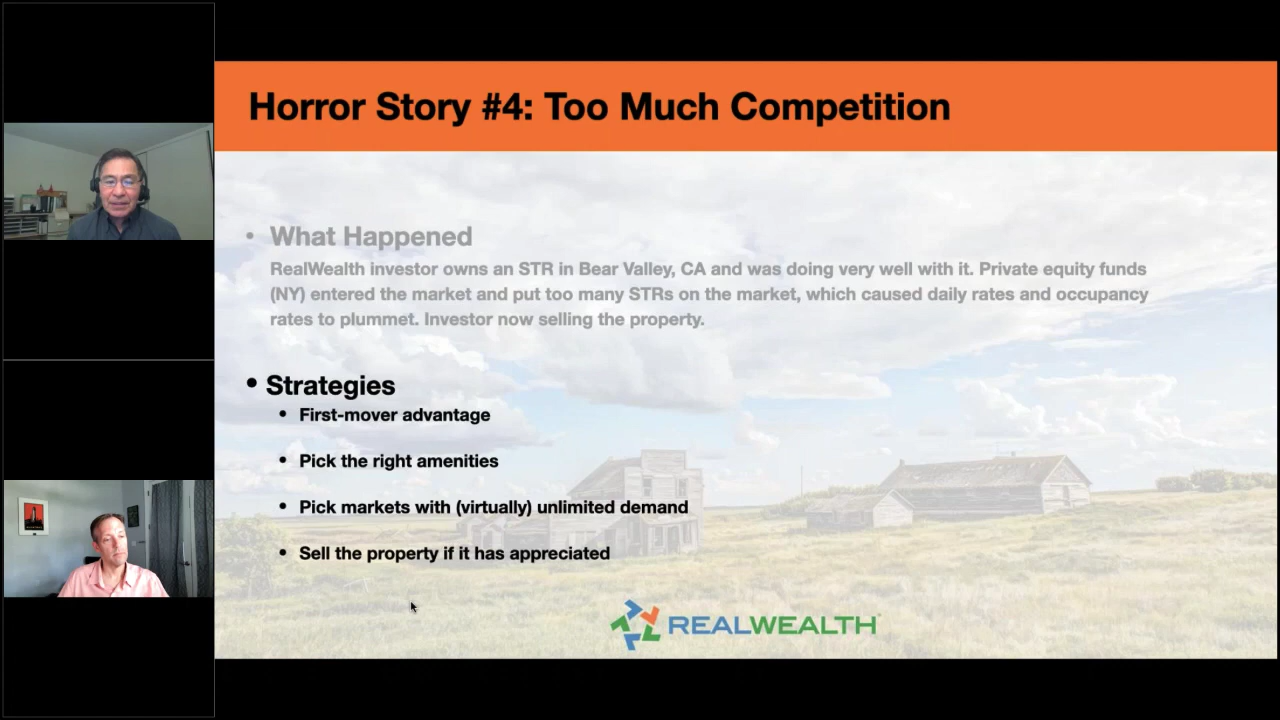 Horror Story #4: Too Much Competition
• What Happened
RealWealth investor owns an STR in Bear Valley, CA and was doing very well with it. Private equity funds
(NY) entered the market and put too many STRs on the market, which caused daily rates and occupancy
rates to plummet. Investor now selling the property.
• Strategies
• First-mover advantage
• Pick the right amenities
• Pick markets with (virtually) unlimited demand
• Sell the property if it has appreciated
REALWEALTH